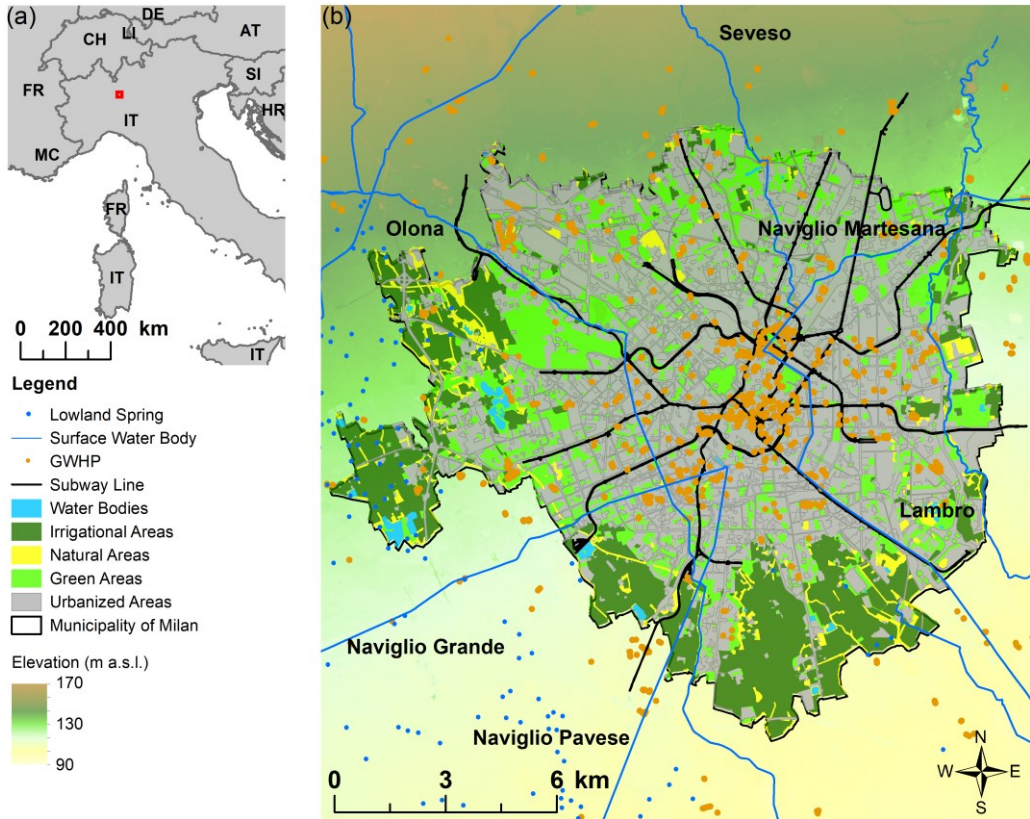 (a)
DE
LI
CH
AT
SI
FR
HR
IT
MC
FR
IT
IT
0 200 400 km
Legend
Lowland Spring
Surface Water Body
GWHP
Subway Line
Water Bodies
Irrigational Areas
Natural Areas
Green Areas
Urbanized Areas
Municipality of Milan
Elevation (m a.s.l.)
170
130
90
(b)
Seveso
Olona
Naviglio Martesana
Lambro
Naviglio Grande
Naviglio Pavese
0 3 6 km
N
W E
S